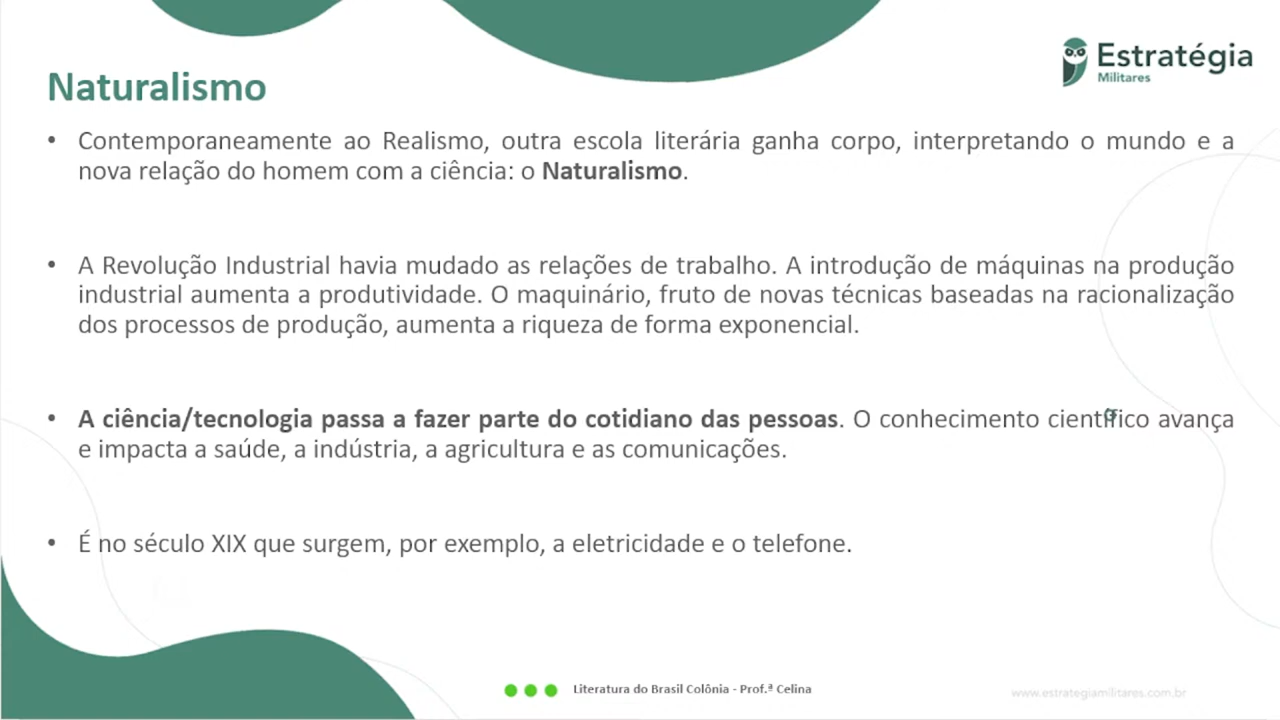 Estratégia
Militares
Naturalismo
• Contemporaneamente ao Realismo, outra escola literária ganha corpo, interpretando o mundo e a
nova relação do homem com a ciência: o Naturalismo.
• A Revolução Industrial havia mudado as relações de trabalho. A introdução de máquinas na produção
industrial aumenta a produtividade. O maquinário, fruto de novas técnicas baseadas na racionalização
dos processos de produção, aumenta a riqueza de forma exponencial.
• A ciência/tecnologia passa a fazer parte do cotidiano das pessoas. O conhecimento científico avança
e impacta a saúde, a indústria, a agricultura e as comunicações.
• É no século XIX que surgem, por exemplo, a eletricidade e o telefone.
Literatura do Brasil Colônia - Prof.ª Celina
www.estrategiamilitares.com.br